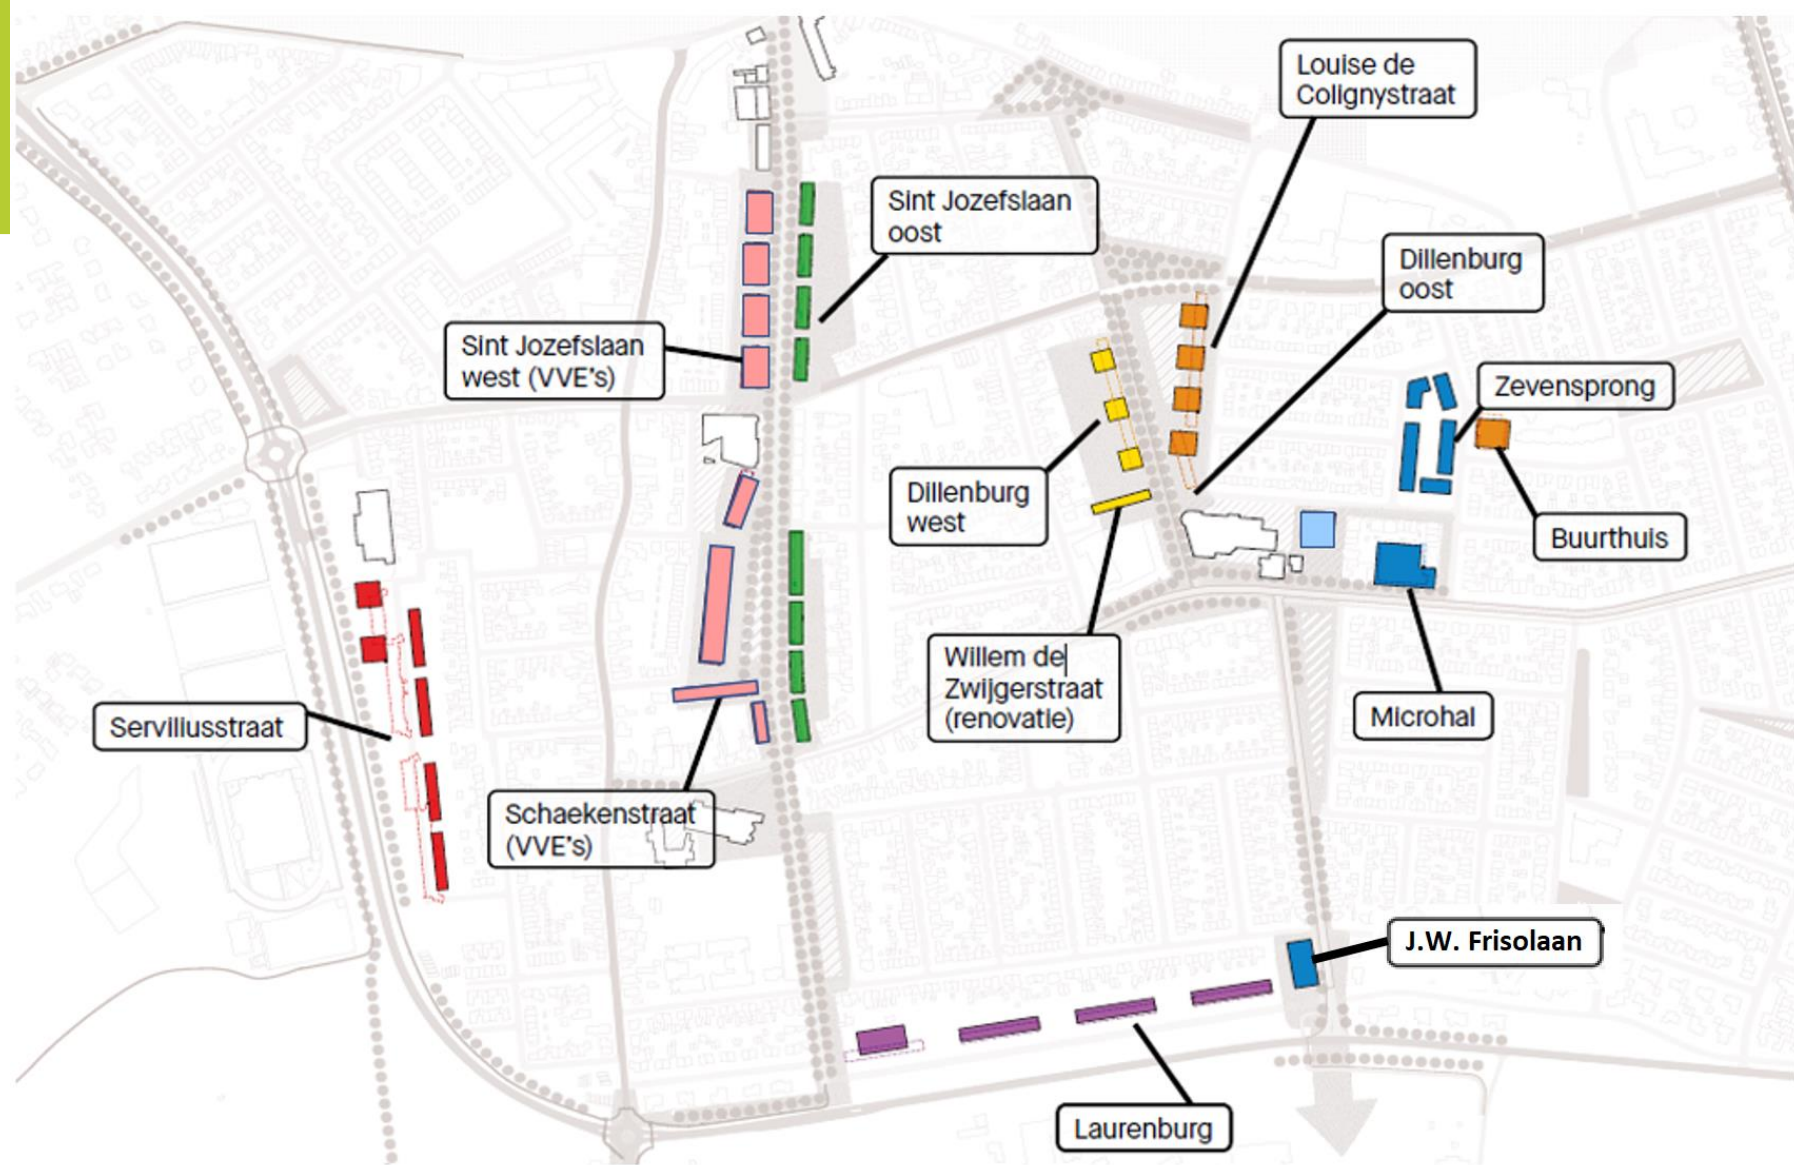 Louise de
Colignystraat
Sint Jozefslaan
oost
Dillenburg
oost
Sint Jozefslaan
west (VVE's)
Zevensprong
Dillenburg
west
Buurthuis
Willem de
Zwijgerstraat
(renovatie)
Microhal
Serviliusstraat
Schaekenstraat
(VVE's)
J.W. Frisolaan
Laurenburg